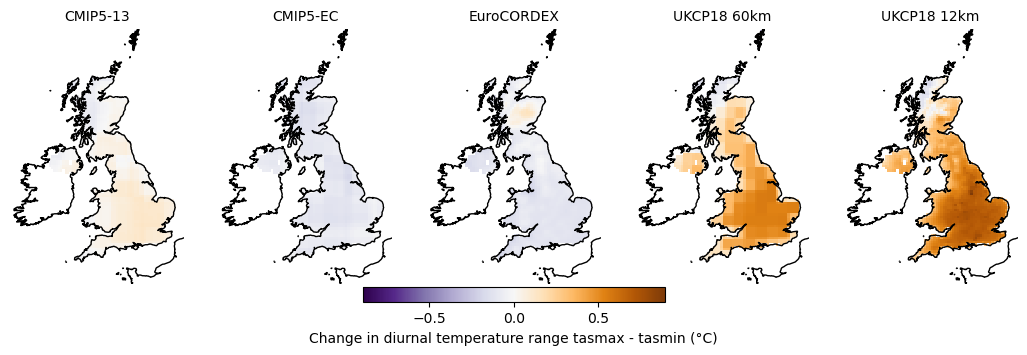 CMIP5-13
CMIP5-EC
EuroCORDEX
UKCP18 60km
UKCP18 12km
−0.5
0.0
0.5
Change in diurnal temperature range tasmax - tasmin (°C)